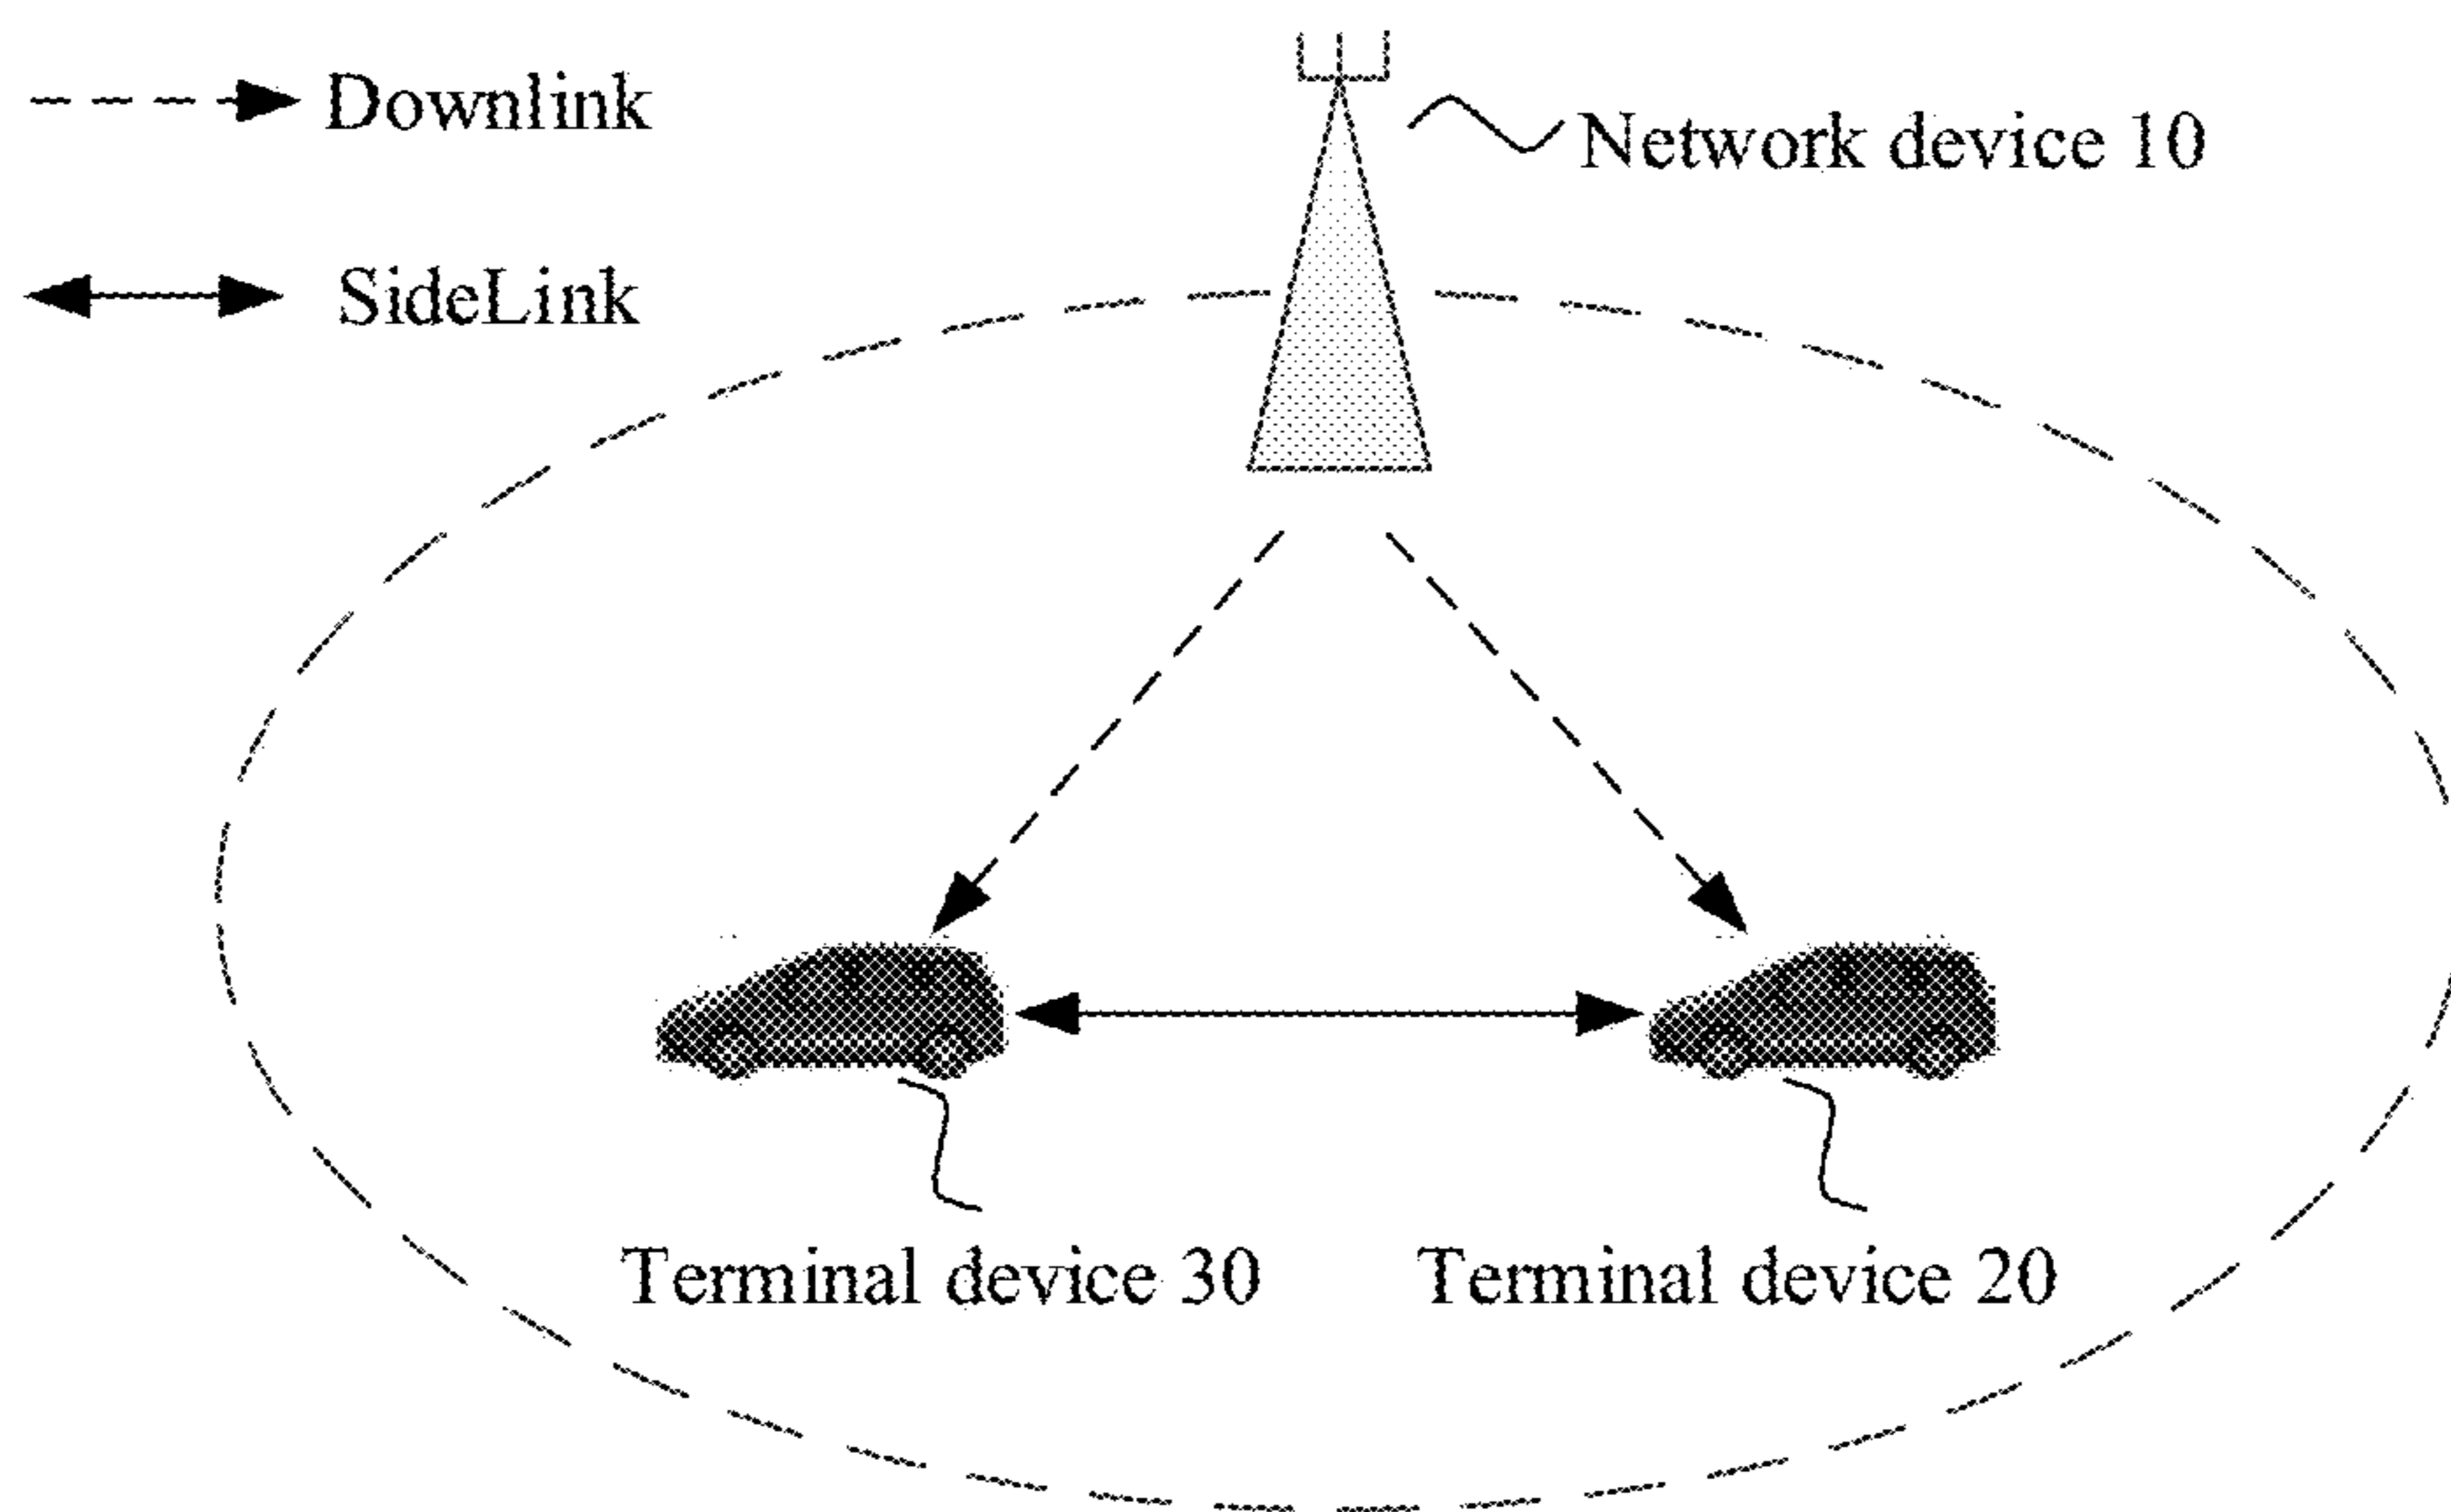 Downlink
Network device 10
SideLink
Terminal device 30
Terminal device 20